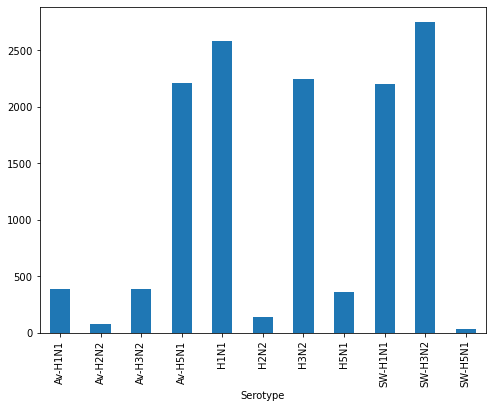 2500
2000
1500
1000
500
0
Av-H1N1
Av-H2N2
Av-H3N2
Av-H5N1
H1N1
H2N2
H3N2
H5N1
SW-H1N1
SW-H3N2
SW-H5N1
Serotype